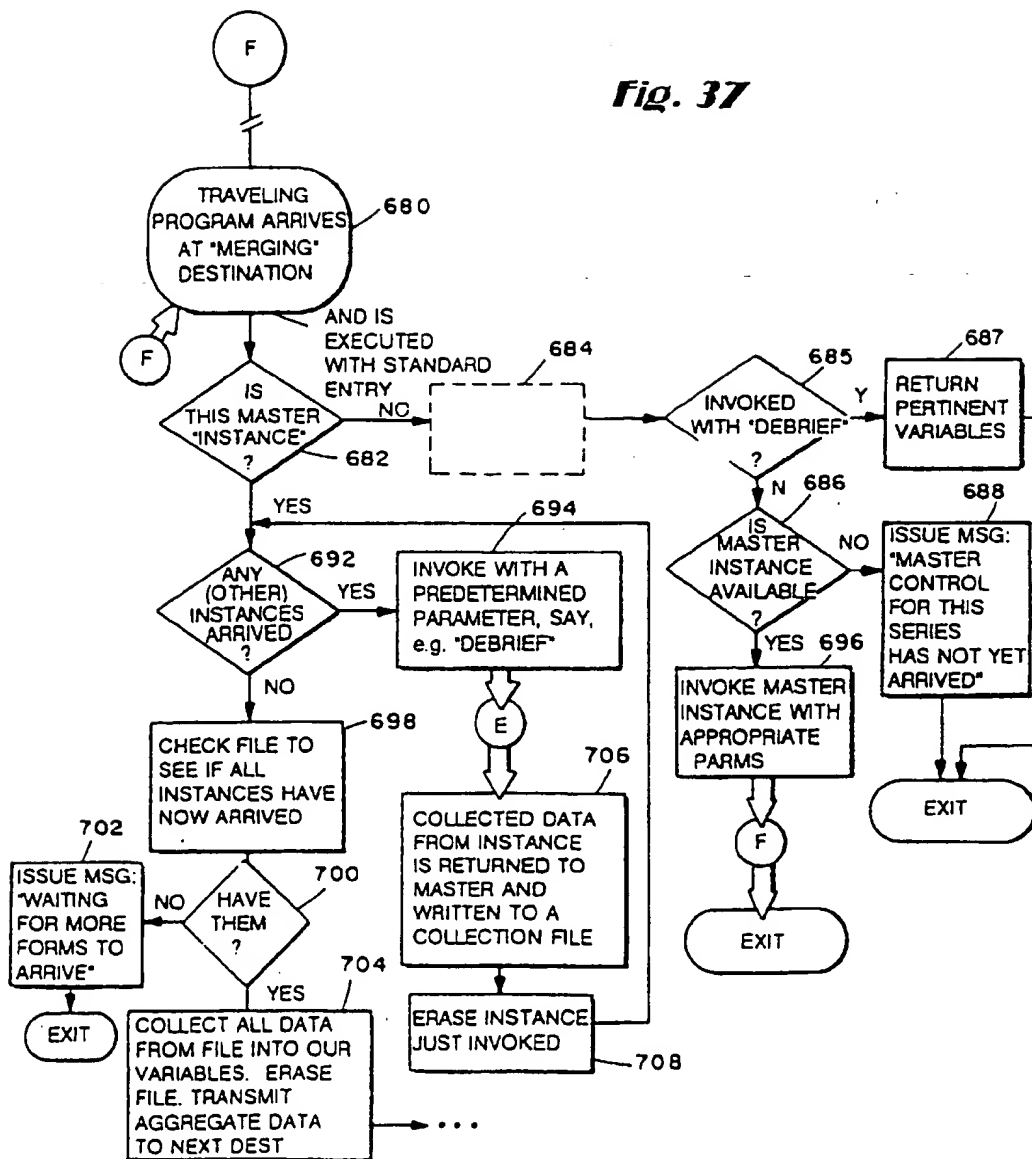 F
Fig. 37
TRAVELING
PROGRAM ARRIVES
AT "MERGING"
DESTINATION
680
F
AND IS
EXECUTED
WITH STANDARD
ENTRY
IS
THIS MASTER
"INSTANCE"
?
682
NO
684
INVOKED
WITH "DEBRIEF"
?
685
Y
687
RETURN
PERTINENT
VARIABLES
N
686
IS
MASTER
INSTANCE
AVAILABLE
?
NO
688
ISSUE MSG:
"MASTER
CONTROL
FOR THIS
SERIES
HAS NOT YET
ARRIVED"
YES
692
ANY
(OTHER)
INSTANCES
ARRIVED
?
YES
694
INVOKE WITH A
PREDETERMINED
PARAMETER, SAY,
e.g. "DEBRIEF"
E
YES
696
INVOKE MASTER
INSTANCE WITH
APPROPRIATE
PARMS
F
EXIT
EXIT
NO
698
CHECK FILE TO
SEE IF ALL
INSTANCES HAVE
NOW ARRIVED
706
COLLECTED DATA
FROM INSTANCE
IS RETURNED TO
MASTER AND
WRITTEN TO A
COLLECTION FILE
702
ISSUE MSG:
"WAITING
FOR MORE
FORMS TO
ARRIVE"
NO
HAVE
THEM
?
700
EXIT
YES
704
COLLECT ALL DATA
FROM FILE INTO OUR
VARIABLES. ERASE
FILE. TRANSMIT
AGGREGATE DATA
TO NEXT DEST
ERASE INSTANCE
JUST INVOKED
708
• • •